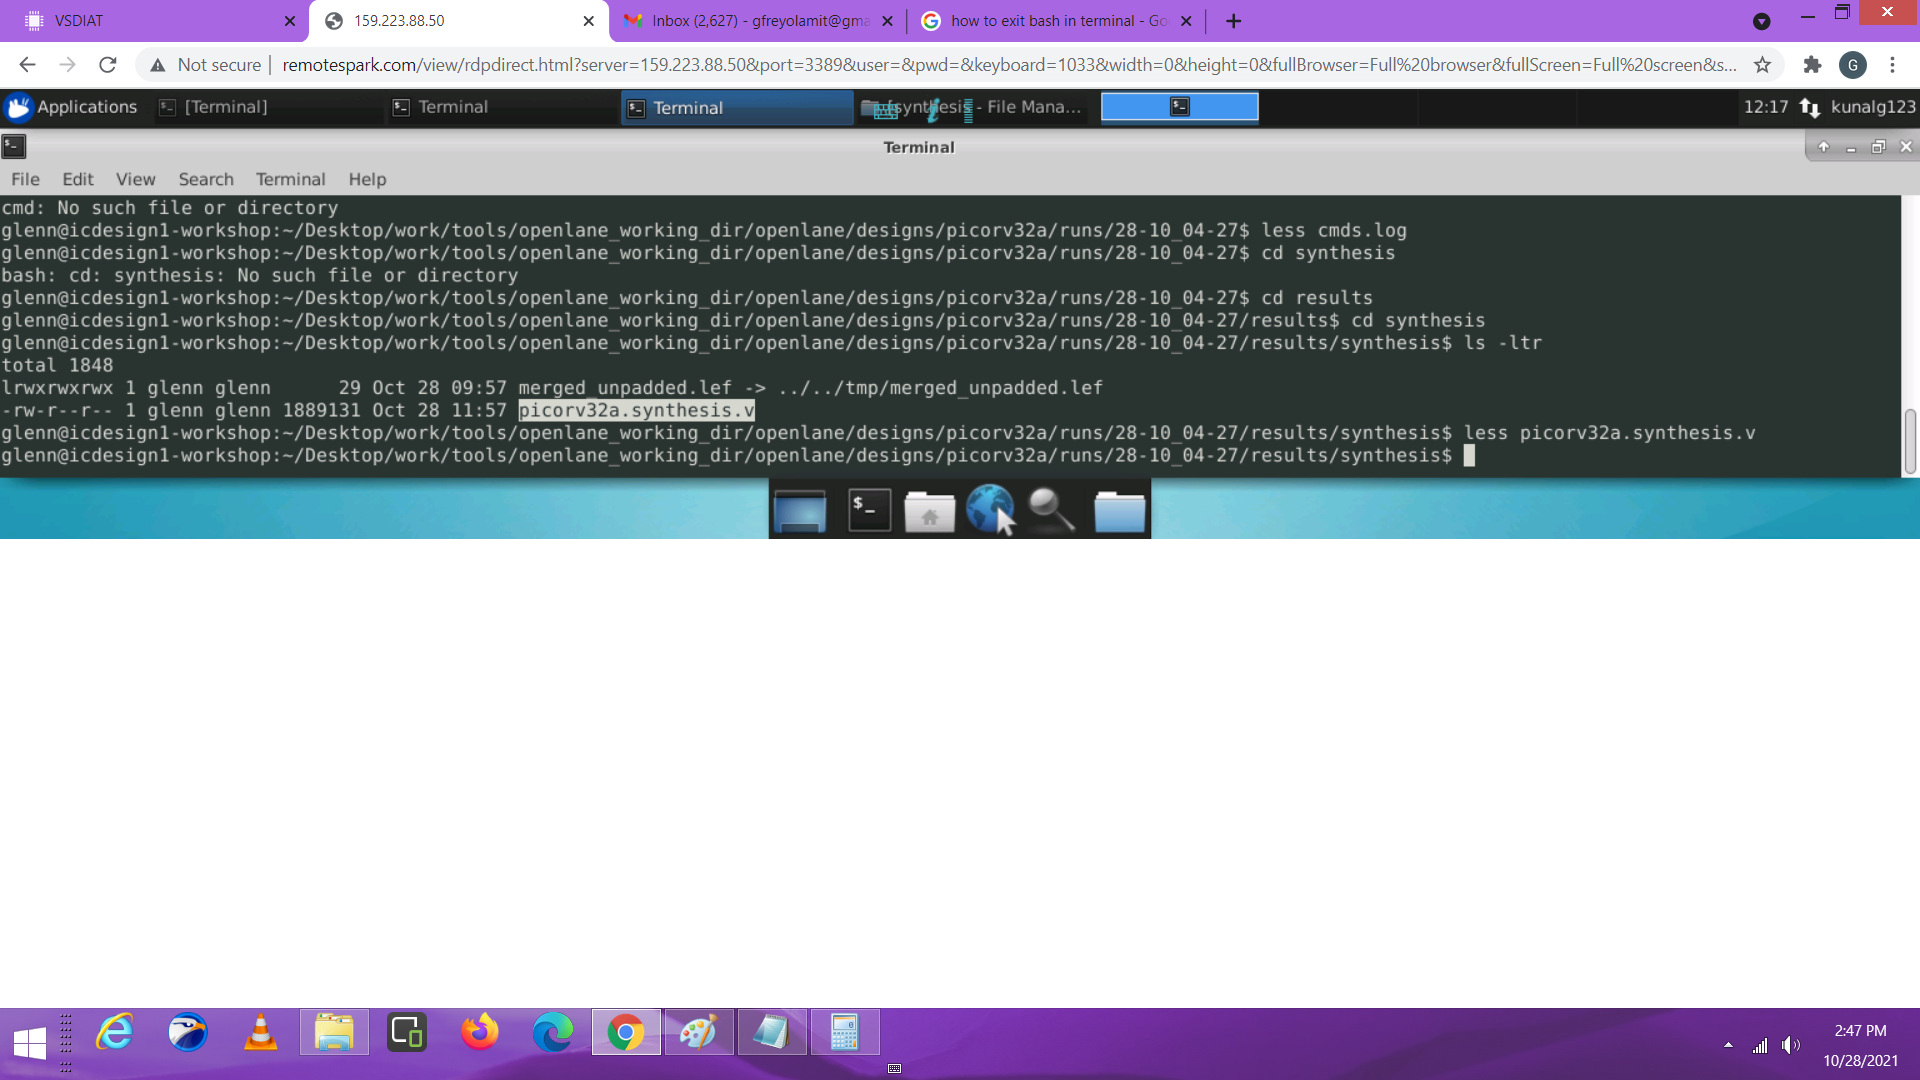 VSDIAT
159.223.88.50
Inbox (2,627) - gfreyolamit@gma
how to exit bash in terminal - Go
Not secure
remotespark.com/view/rdpdirect.html?server=159.223.88.50&port=3389&user=&pwd=&keyboard=1033&width=0&height=0&fullBrowser=Full%20browser&fullScreen=Full%20screen&s...
G
Applications
[Terminal]
Terminal
Terminal
synthesis - File Mana...
12:17
kunalg123
Terminal
File Edit View Search Terminal Help
cmd: No such file or directory
glenn@icdesign1-workshop:~/Desktop/work/tools/openlane_working_dir/openlane/designs/picorv32a/runs/28-10_04-27$ less cmds.log
glenn@icdesign1-workshop:~/Desktop/work/tools/openlane_working_dir/openlane/designs/picorv32a/runs/28-10_04-27$ cd synthesis
bash: cd: synthesis: No such file or directory
glenn@icdesign1-workshop:~/Desktop/work/tools/openlane_working_dir/openlane/designs/picorv32a/runs/28-10_04-27$ cd results
glenn@icdesign1-workshop:~/Desktop/work/tools/openlane_working_dir/openlane/designs/picorv32a/runs/28-10_04-27/results$ cd synthesis
glenn@icdesign1-workshop:~/Desktop/work/tools/openlane_working_dir/openlane/designs/picorv32a/runs/28-10_04-27/results/synthesis$ ls -ltr
total 1848
lrwxrwxrwx 1 glenn glenn      29 Oct 28 09:57 merged_unpadded.lef -> ../../tmp/merged_unpadded.lef
-rw-r--r-- 1 glenn glenn 1889131 Oct 28 11:57 picorv32a.synthesis.v
glenn@icdesign1-workshop:~/Desktop/work/tools/openlane_working_dir/openlane/designs/picorv32a/runs/28-10_04-27/results/synthesis$ less picorv32a.synthesis.v
glenn@icdesign1-workshop:~/Desktop/work/tools/openlane_working_dir/openlane/designs/picorv32a/runs/28-10_04-27/results/synthesis$
2:47 PM
10/28/2021